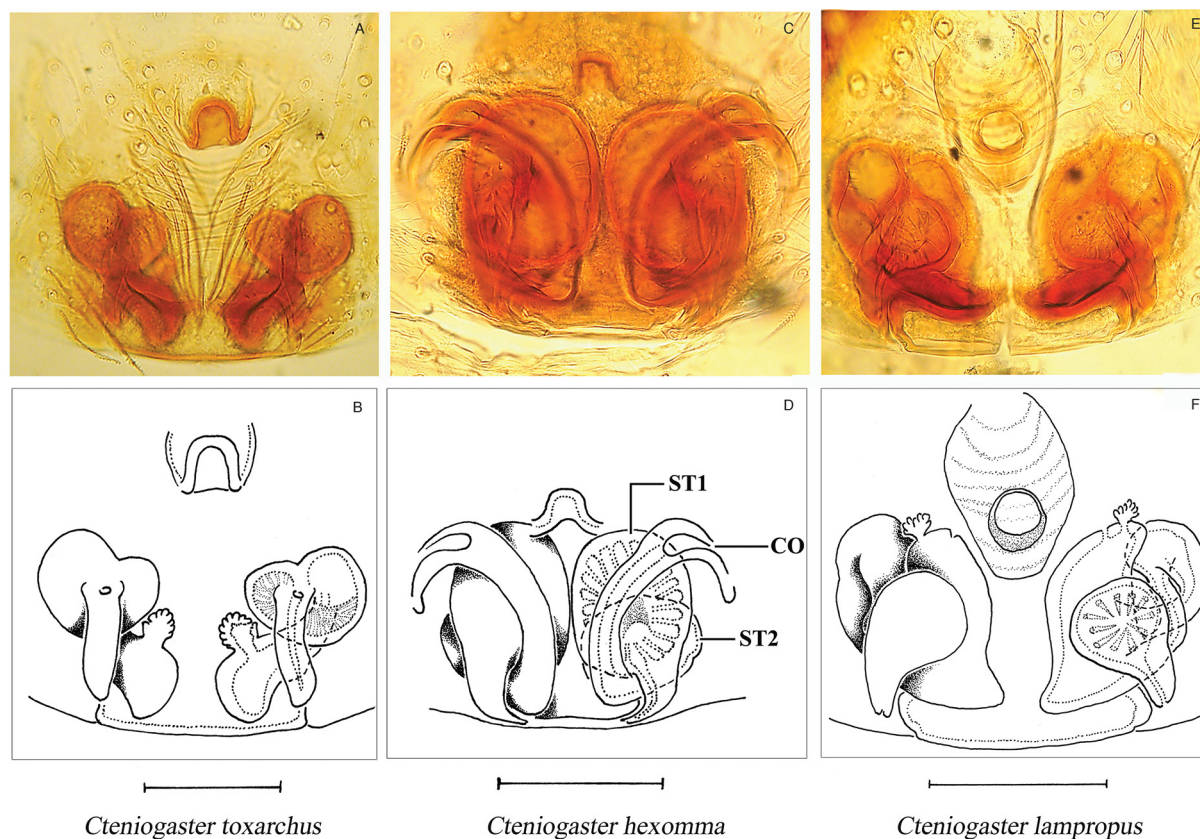 A
C
E
B
D
F
ST1
CO
ST2
Cteniogaster toxarchus
Cteniogaster hexomma
Cteniogaster lampropus